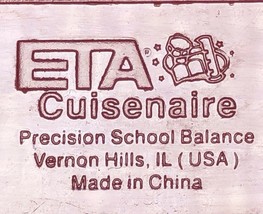 ETA®
Cuisenaire
Precision School Balance
Vernon Hills, IL ( USA )
Made in China